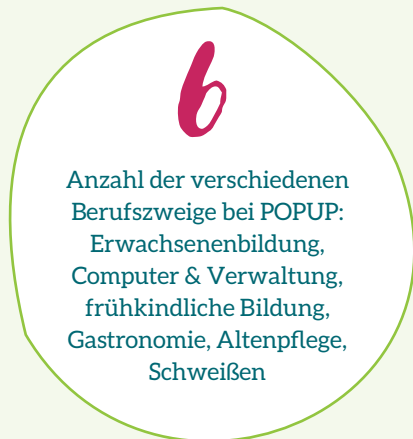 6
Anzahl der verschiedenen
Berufszweige bei POPUP:
Erwachsenenbildung,
Computer & Verwaltung,
frühkindliche Bildung,
Gastronomie, Altenpflege,
Schweißen